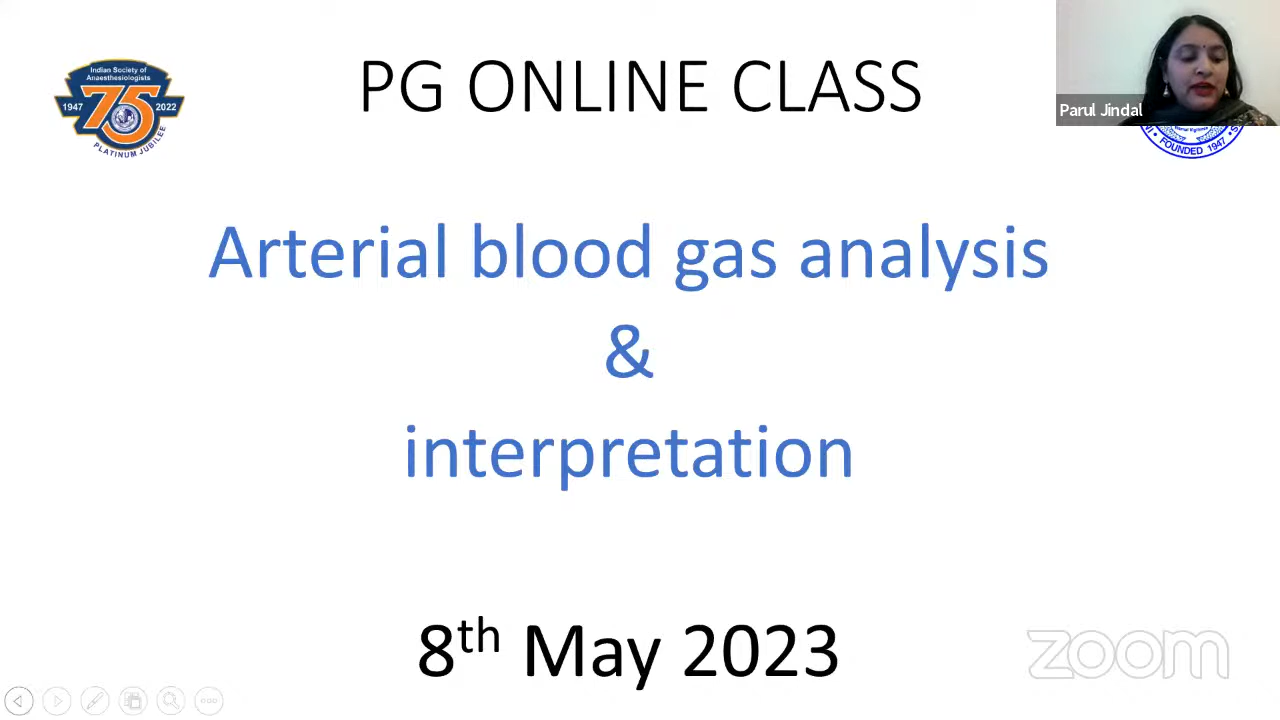 PG ONLINE CLASS
Indian Society of
Anaesthesiologists
1947 75 2022
PLATINUM JUBILEE
Parul Jindal
FOUNDED 1947
Arterial blood gas analysis
&
interpretation
8th May 2023
zoom